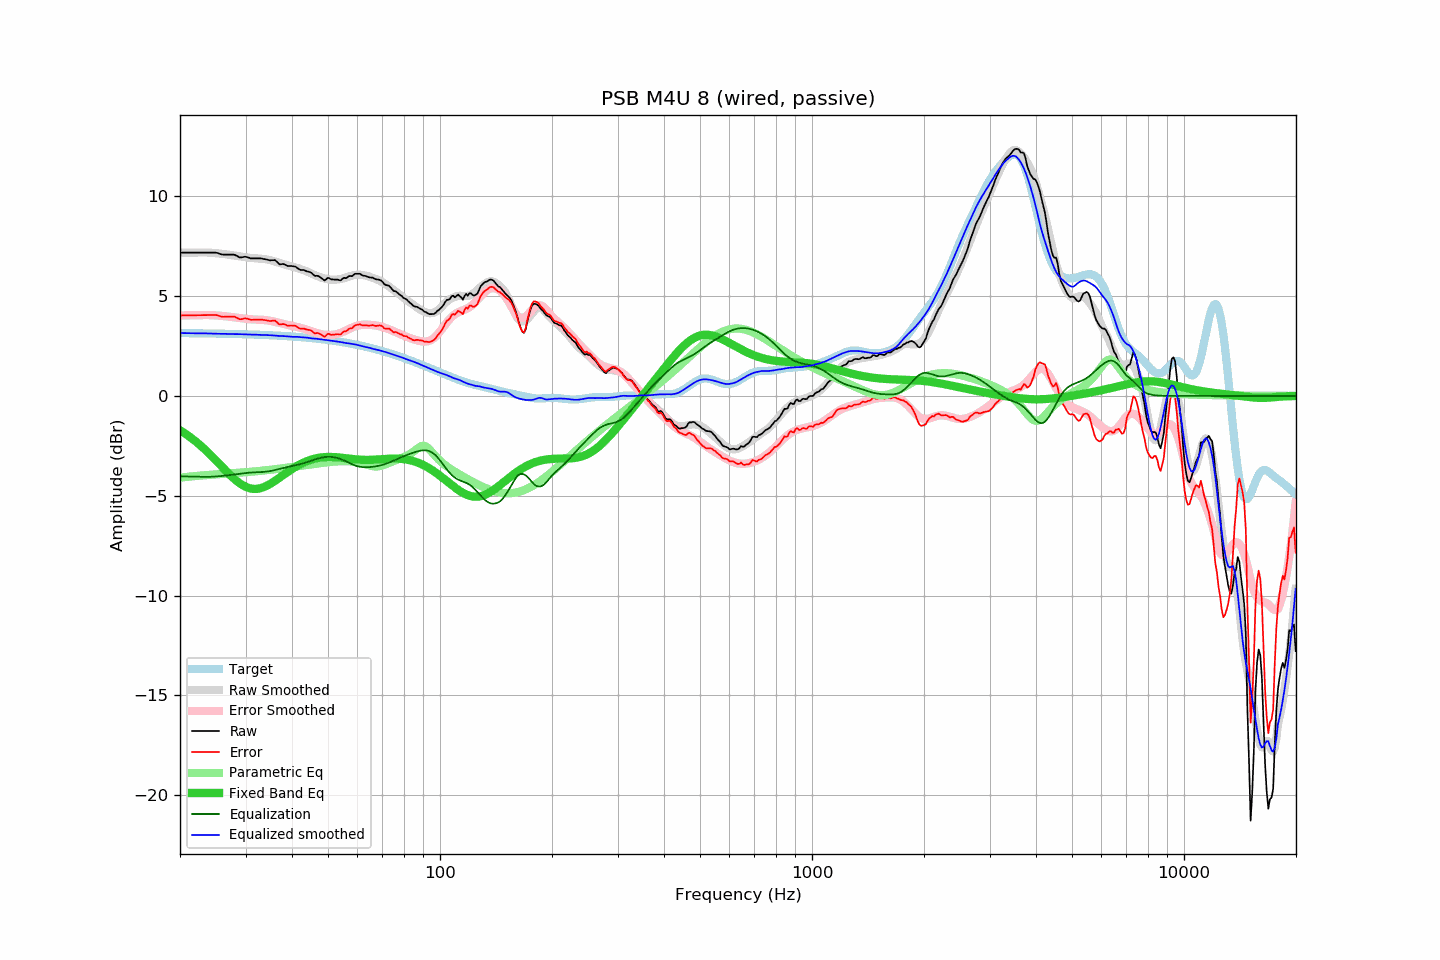 PSB M4U 8 (wired, passive)
10
5
0
−5
−10
−15
−20
Amplitude (dBr)
Target
Raw Smoothed
Error Smoothed
Raw
Error
Parametric Eq
Fixed Band Eq
Equalization
Equalized smoothed
100
1000
10000
Frequency (Hz)